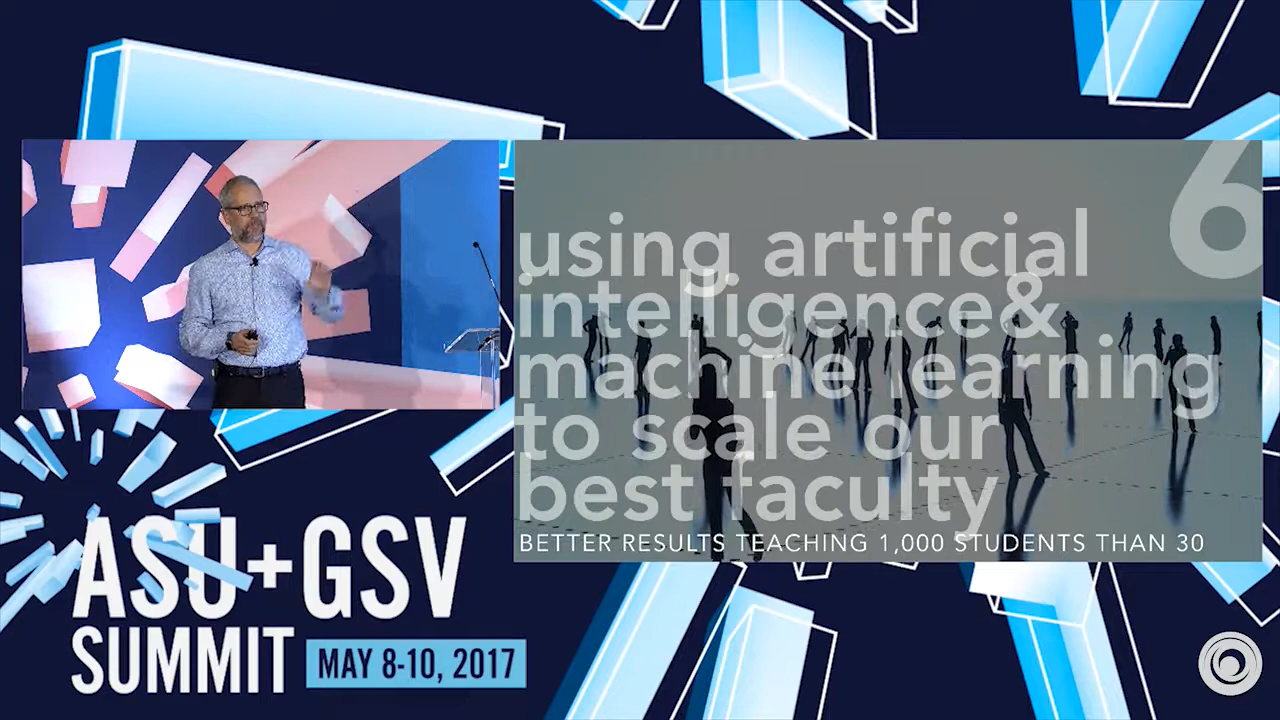 6
using artificial
intelligence&
machine learning
to scale our
best faculty
BETTER RESULTS TEACHING 1,000 STUDENTS THAN 30
ASU+GSV
SUMMIT
MAY 8-10, 2017